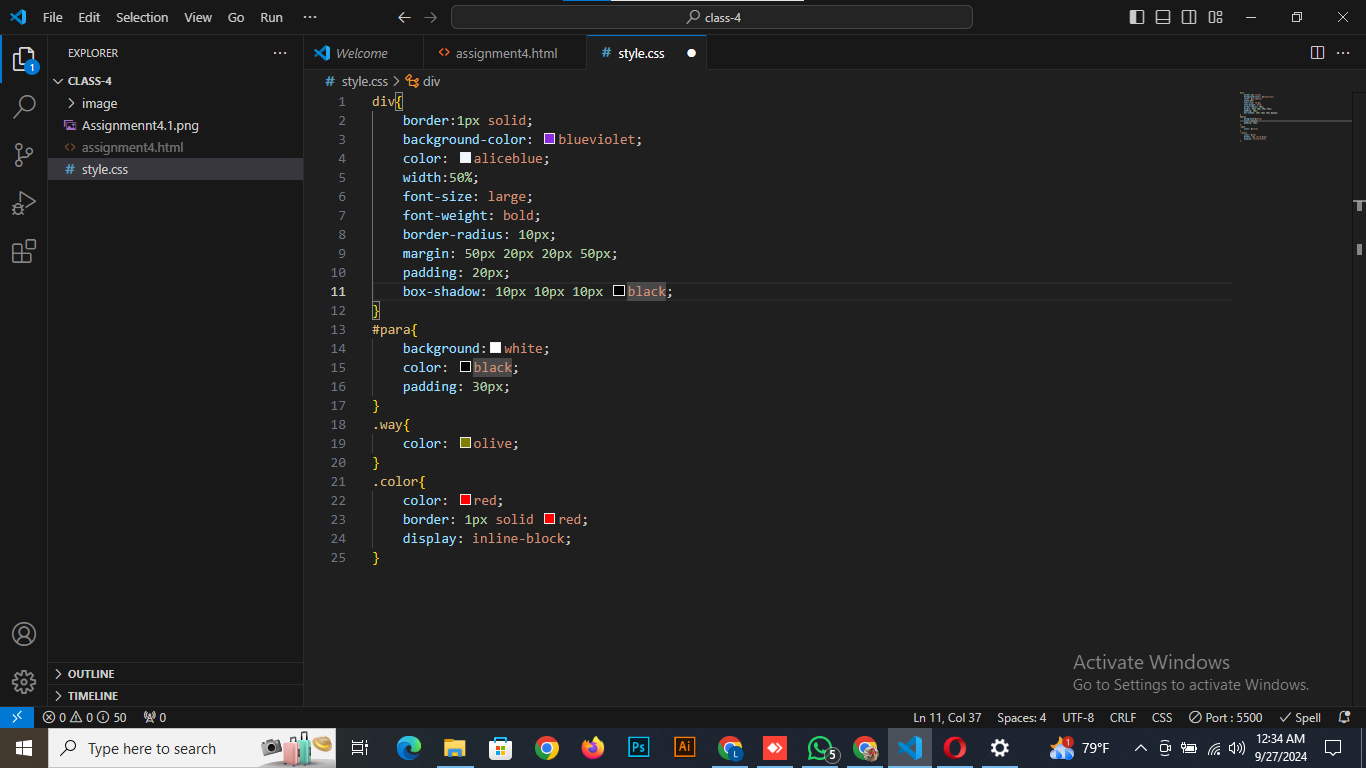 File Edit Selection View Go Run ··· class-4
EXPLORER ···
Welcome
assignment4.html
# style.css
CLASS-4
# style.css > div
image
Assignmennt4.1.png
assignment4.html
# style.css
1 div{
2 border:1px solid;
3 background-color: blueviolet;
4 color: aliceblue;
5 width:50%;
6 font-size: large;
7 font-weight: bold;
8 border-radius: 10px;
9 margin: 50px 20px 20px 50px;
10 padding: 20px;
11 box-shadow: 10px 10px 10px black;
12 }
13 #para{
14 background: white;
15 color: black;
16 padding: 30px;
17 }
18 .way{
19 color: olive;
20 }
21 .color{
22 color: red;
23 border: 1px solid red;
24 display: inline-block;
25 }
OUTLINE
TIMELINE
Activate Windows
Go to Settings to activate Windows.
0 0 50 0 Ln 11, Col 37 Spaces: 4 UTF-8 CRLF CSS Port : 5500 Spell
Type here to search
Ps
Ai
L
5
1
79°F
12:34 AM
9/27/2024
1